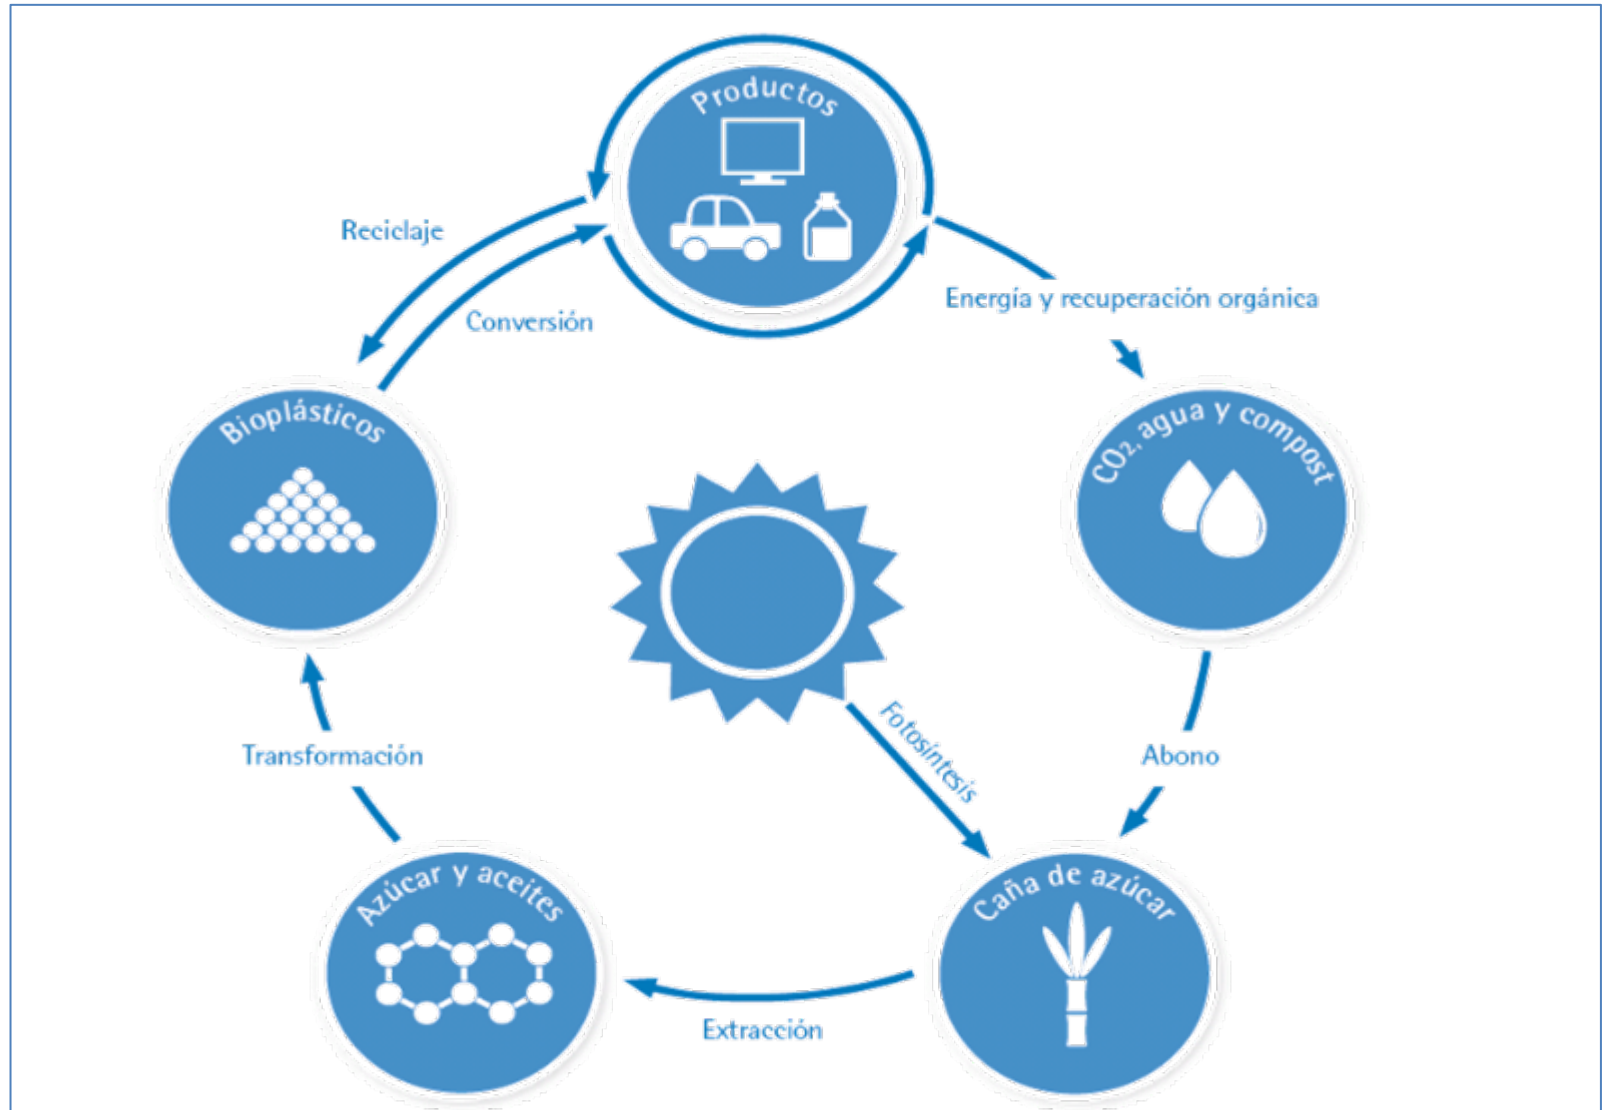 Productos
Reciclaje
Conversión
Energía y recuperación orgánica
Bioplásticos
CO₂, agua y compost
Fotosíntesis
Transformación
Abono
Azúcar y aceites
Caña de azúcar
Extracción